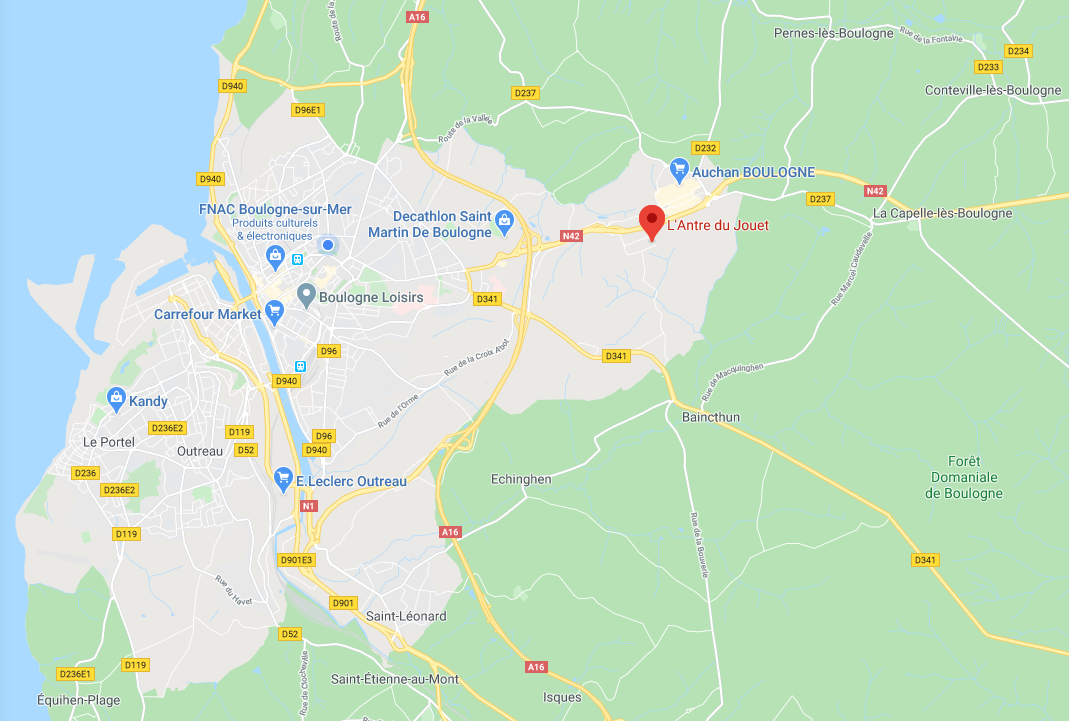 A16
Route de la
Pernes-lès-Boulogne
Rue de la Fontaine
D234
D233
D940
D237
Conteville-lès-Boulogne
D96E1
Route de la Vallée
D232
D940
Auchan BOULOGNE
N42
D237
FNAC Boulogne-sur-Mer
Produits culturels
& électroniques
Decathlon Saint
Martin De Boulogne
La Capelle-lès-Boulogne
L'Antre du Jouet
N42
Rue Marcel Caudevelle
Boulogne Loisirs
D341
Carrefour Market
D96
Rue de la Croix Abot
D341
D940
Rue de Macquinghen
Kandy
Rue de l'Orme
Baincthun
D236E2
D119
D96
Le Portel
Outreau
D52
D940
D236
E.Leclerc Outreau
Echinghen
Forêt
Domaniale
de Boulogne
D236E2
N1
D119
A16
Rue de la Bouverie
D901E3
D341
Rue du Havet
D901
Saint-Léonard
D52
D119
A16
D236E1
Rue de Clocheville
Saint-Étienne-au-Mont
Équihen-Plage
Isques